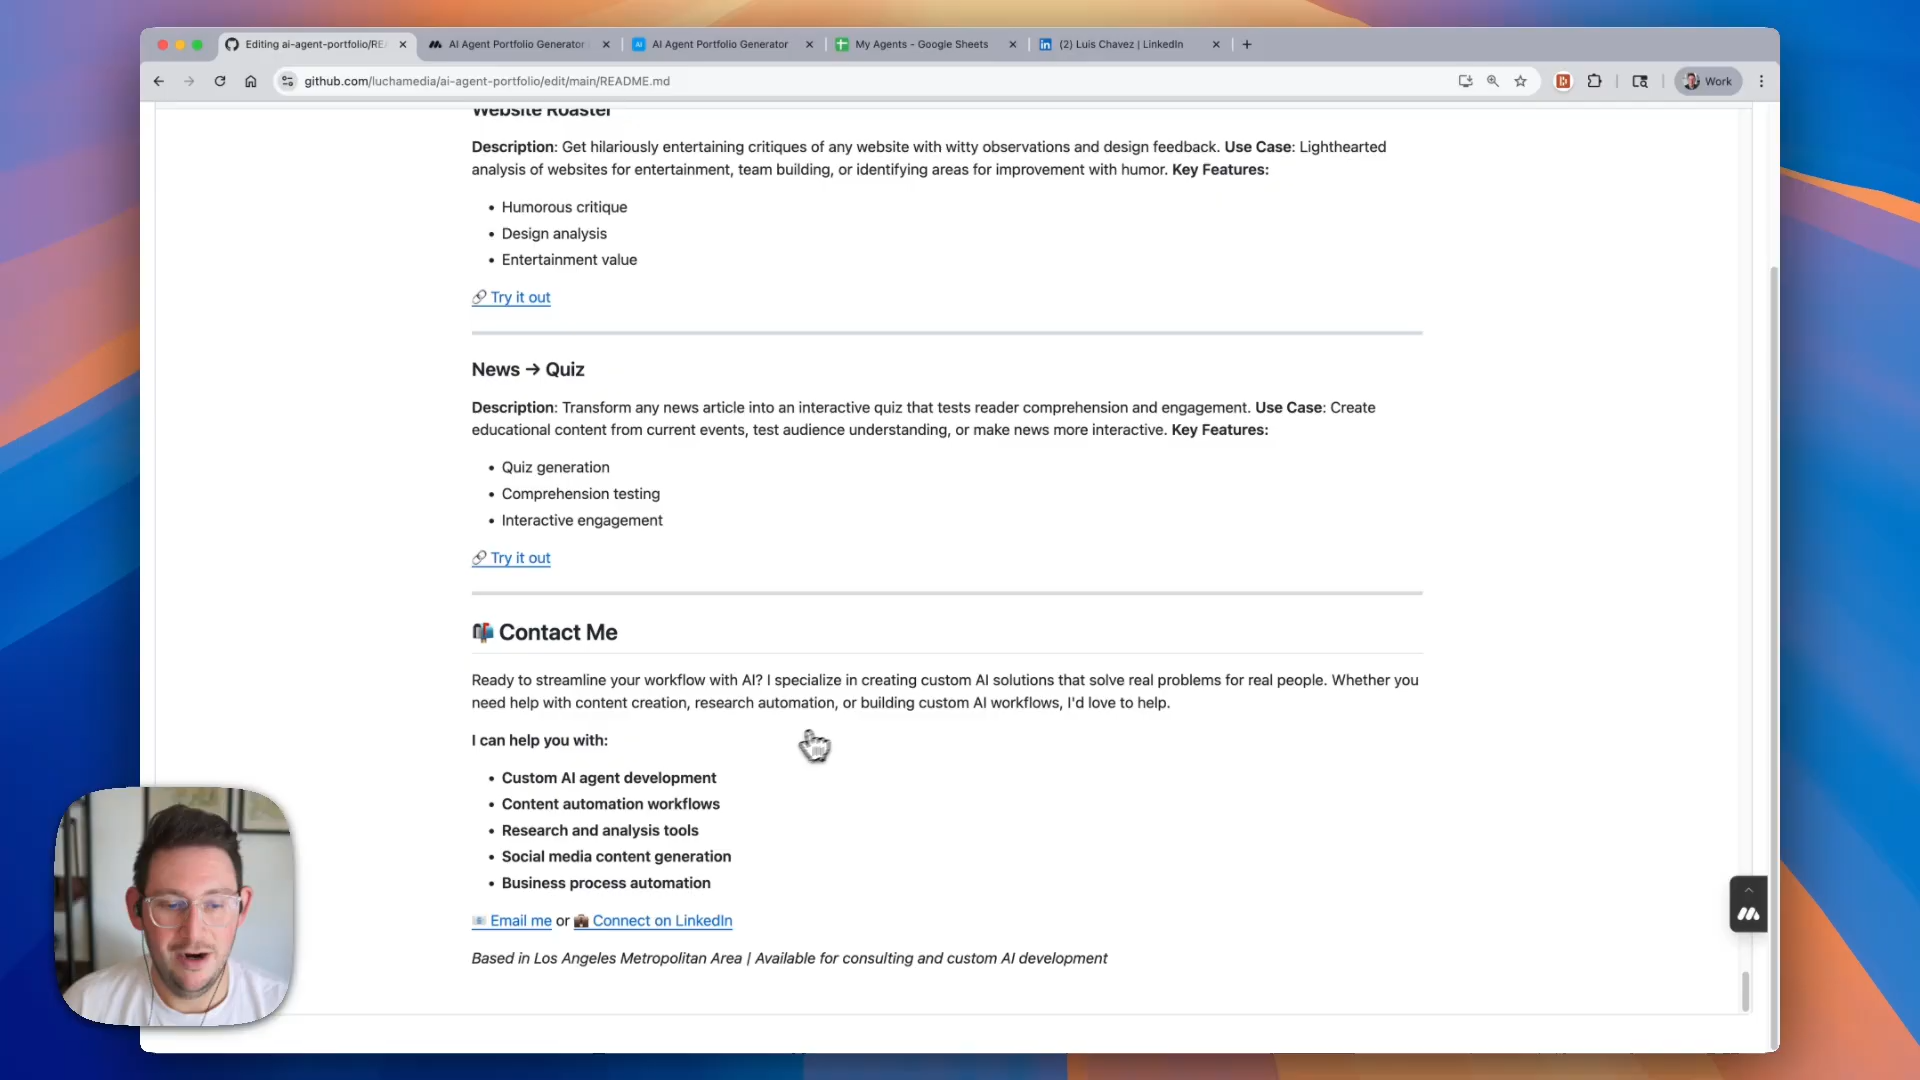 Editing ai-agent-portfolio/RE
AI Agent Portfolio Generator
AI Agent Portfolio Generator
My Agents - Google Sheets
(2) Luis Chavez | LinkedIn
github.com/luchamedia/ai-agent-portfolio/edit/main/README.md
Work
Website Roaster
Description: Get hilariously entertaining critiques of any website with witty observations and design feedback. Use Case: Lighthearted
analysis of websites for entertainment, team building, or identifying areas for improvement with humor. Key Features:
• Humorous critique
• Design analysis
• Entertainment value
🔗 Try it out
News → Quiz
Description: Transform any news article into an interactive quiz that tests reader comprehension and engagement. Use Case: Create
educational content from current events, test audience understanding, or make news more interactive. Key Features:
• Quiz generation
• Comprehension testing
• Interactive engagement
🔗 Try it out
📬 Contact Me
Ready to streamline your workflow with AI? I specialize in creating custom AI solutions that solve real problems for real people. Whether you
need help with content creation, research automation, or building custom AI workflows, I'd love to help.
I can help you with:
• Custom AI agent development
• Content automation workflows
• Research and analysis tools
• Social media content generation
• Business process automation
📧 Email me or 💼 Connect on LinkedIn
Based in Los Angeles Metropolitan Area | Available for consulting and custom AI development